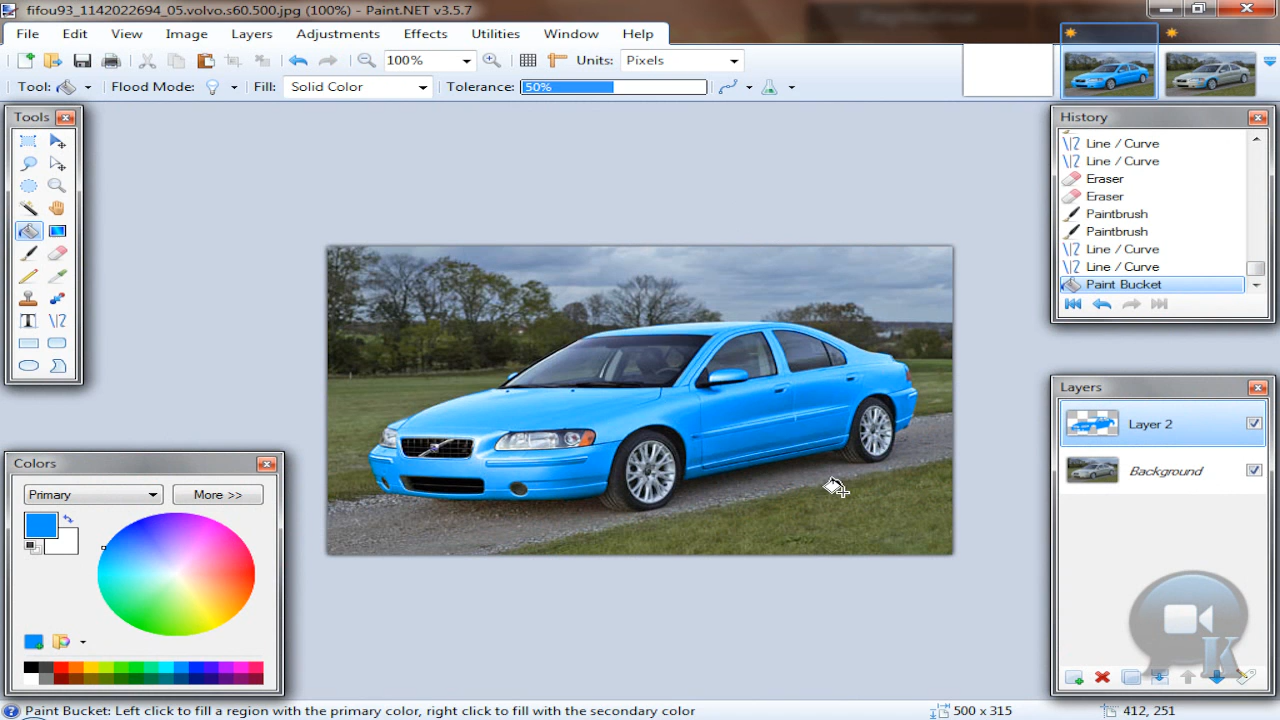 fifou93_1142022694_05.volvo.s60.500.jpg (100%) - Paint.NET v3.5.7
File Edit View Image Layers Adjustments Effects Utilities Window Help
100% Units: Pixels
Tool: Flood Mode: Fill: Solid Color Tolerance: 50%
Tools
History
Line / Curve
Line / Curve
Eraser
Eraser
Paintbrush
Paintbrush
Line / Curve
Line / Curve
Paint Bucket
Layers
Layer 2
Background
Colors
Primary More >>
K
Paint Bucket: Left click to fill a region with the primary color, right click to fill with the secondary color 500 x 315 412, 251